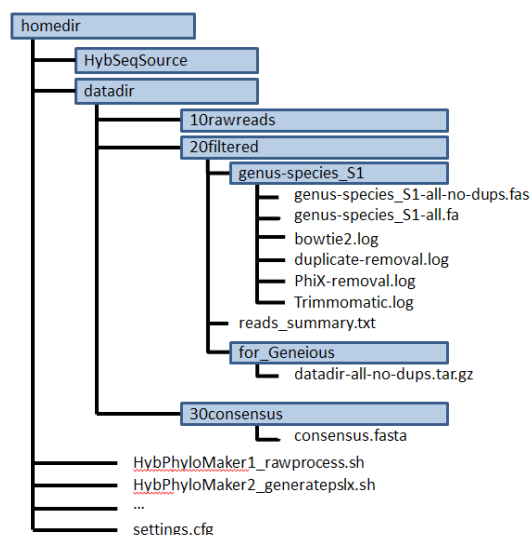 homedir
HybSeqSource
datadir
10rawreads
20filtered
genus-species_S1
genus-species_S1-all-no-dups.fas
genus-species_S1-all.fa
bowtie2.log
duplicate-removal.log
PhiX-removal.log
Trimmomatic.log
reads_summary.txt
for_Geneious
datadir-all-no-dups.tar.gz
30consensus
consensus.fasta
HybPhyloMaker1_rawprocess.sh
HybPhyloMaker2_generatepslx.sh
...
settings.cfg